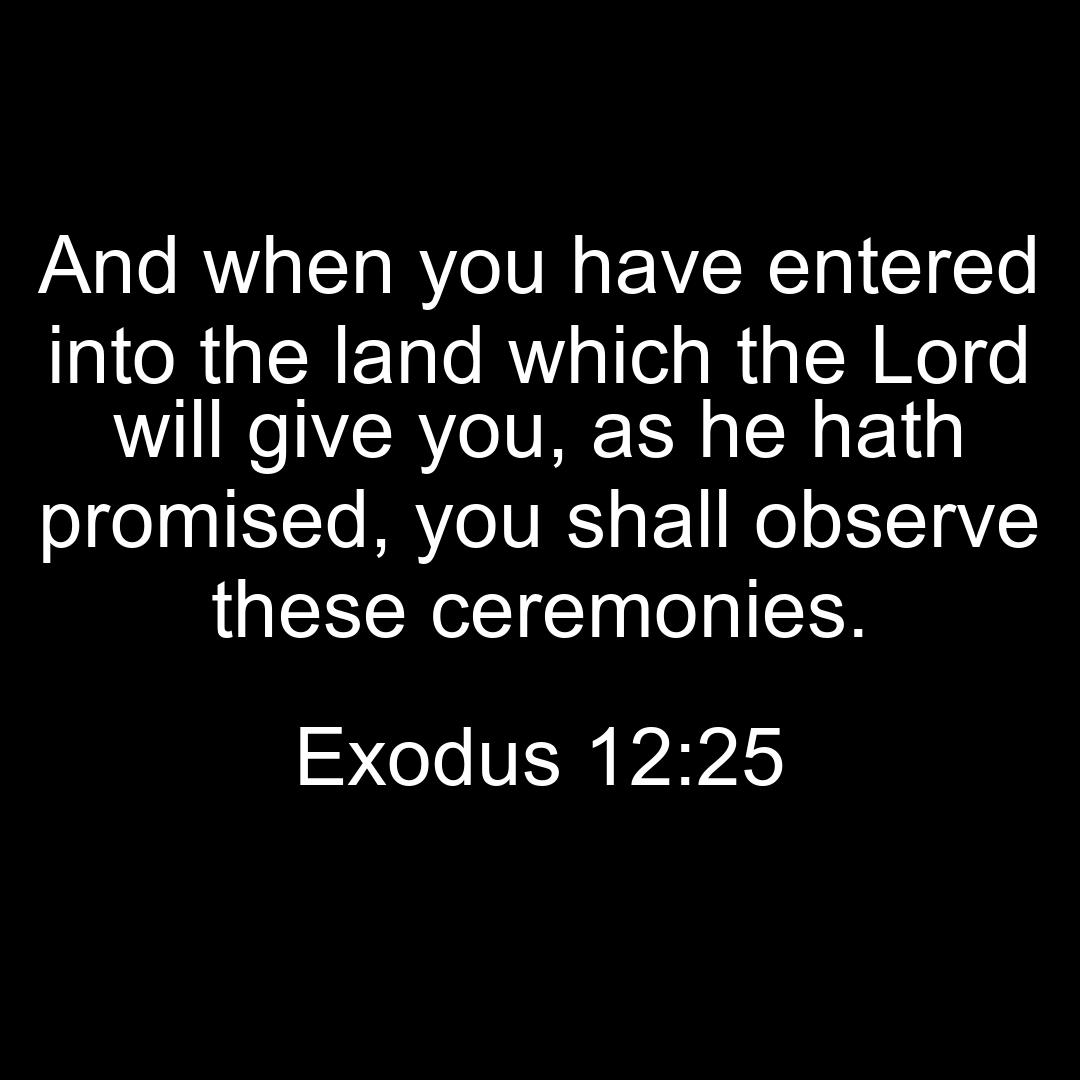 And when you have entered
into the land which the Lord
will give you, as he hath
promised, you shall observe
these ceremonies.
Exodus 12:25